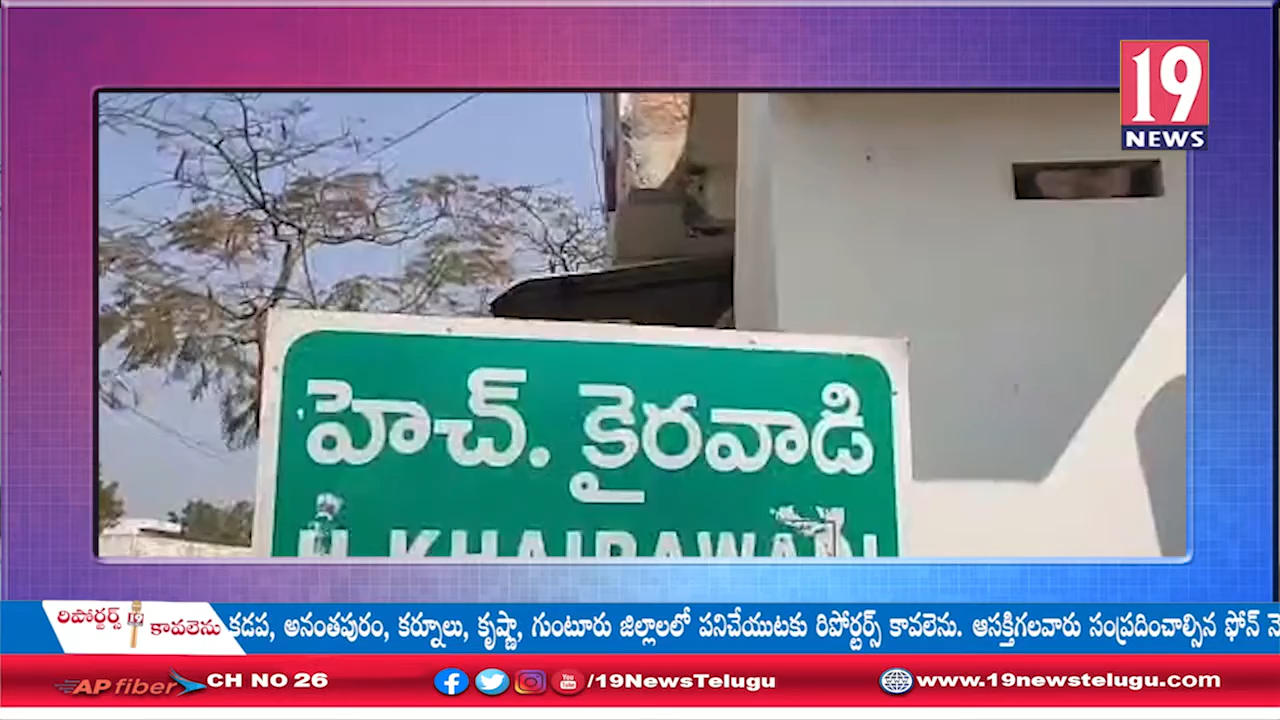 19
NEWS
హెచ్. కైరవాడి
H. KHAIRAWADI
రిపోర్టర్స్ కావలెను
కడప, అనంతపురం, కర్నూలు, కృష్ణా, గుంటూరు జిల్లాలలో పనిచేయుటకు రిపోర్టర్స్ కావలెను. ఆసక్తిగలవారు సంప్రదించాల్సిన ఫోన్
AP fiber CH NO 26 /19NewsTelugu www.19newstelugu.com